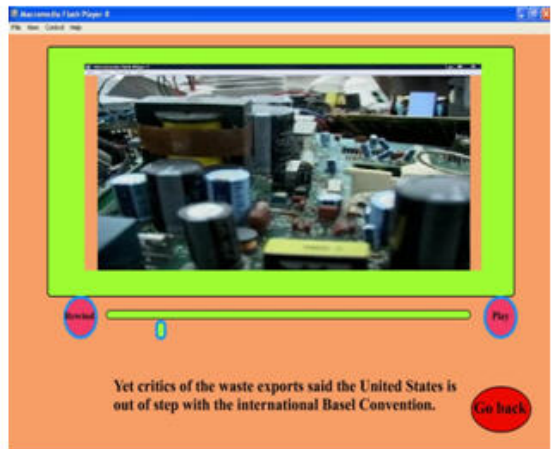 Macromedia Flash Player 8
File View Control Help
Rewind
Play
Yet critics of the waste exports said the United States is
out of step with the international Basel Convention.
Go back